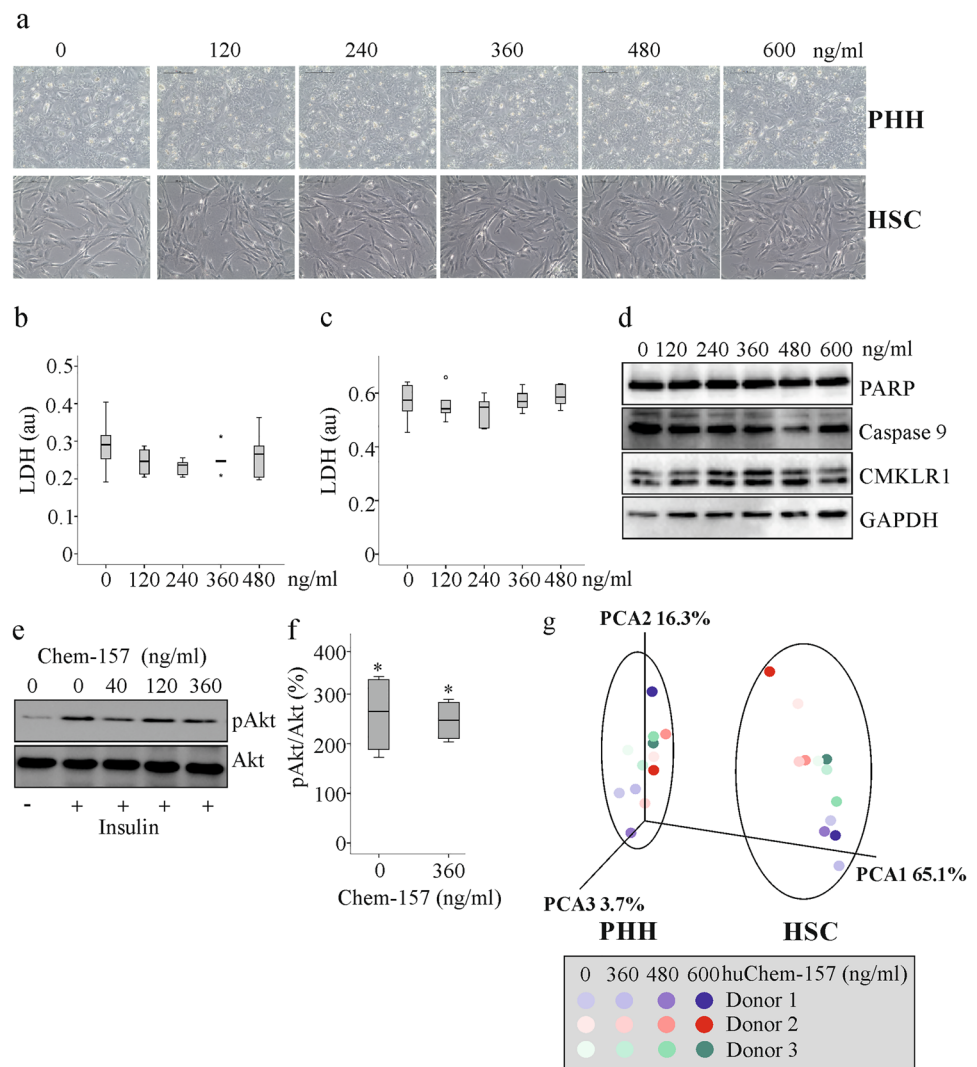 a
0 120 240 360 480 600 ng/ml
PHH
HSC
b
LDH (au)
0.5
0.4
0.3
0.2
0.1
0
0 120 240 360 480 ng/ml
c
LDH (au)
0.6
0.4
0.2
0
0 120 240 360 480 ng/ml
d
0 120 240 360 480 600 ng/ml
PARP
Caspase 9
CMKLR1
GAPDH
e
Chem-157 (ng/ml)
0 0 40 120 360
pAkt
Akt
- + + + +
Insulin
f
pAkt/Akt (%)
400
300
200
100
0
* *
0 360
Chem-157 (ng/ml)
g
PCA2 16.3%
PCA1 65.1%
PCA3 3.7%
PHH HSC
0 360 480 600 huChem-157 (ng/ml)
Donor 1
Donor 2
Donor 3